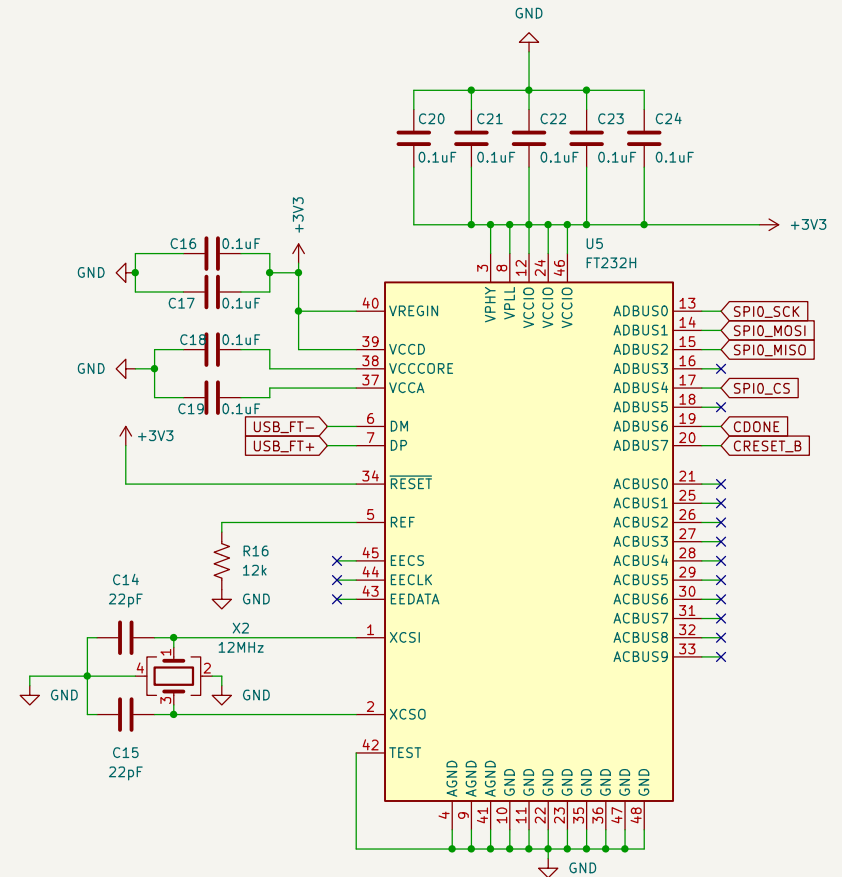 GND
C20 C21 C22 C23 C24
0.1uF 0.1uF 0.1uF 0.1uF 0.1uF
+3V3
+3V3
U5
FT232H
C16 0.1uF
GND
C17 0.1uF
C18 0.1uF
GND
C19 0.1uF
+3V3
3 8 12 24 46
VPHY VPLL VCCIO VCCIO VCCIO
40 VREGIN
39 VCCD
38 VCCCORE
37 VCCA
USB_FT- 6 DM
USB_FT+ 7 DP
34 RESET
5 REF
R16
12k
GND
45 EECS
44 EECLK
43 EEDATA
C14
22pF
X2
12MHz
1 XCSI
1
4 2
3
GND GND
2 XCSO
C15
22pF
42 TEST
ADBUS0 13 SPI0_SCK
ADBUS1 14 SPI0_MOSI
ADBUS2 15 SPI0_MISO
ADBUS3 16
ADBUS4 17 SPI0_CS
ADBUS5 18
ADBUS6 19 CDONE
ADBUS7 20 CRESET_B
ACBUS0 21
ACBUS1 25
ACBUS2 26
ACBUS3 27
ACBUS4 28
ACBUS5 29
ACBUS6 30
ACBUS7 31
ACBUS8 32
ACBUS9 33
AGND AGND AGND GND GND GND GND GND GND GND GND
4 9 41 10 11 22 23 35 36 47 48
GND